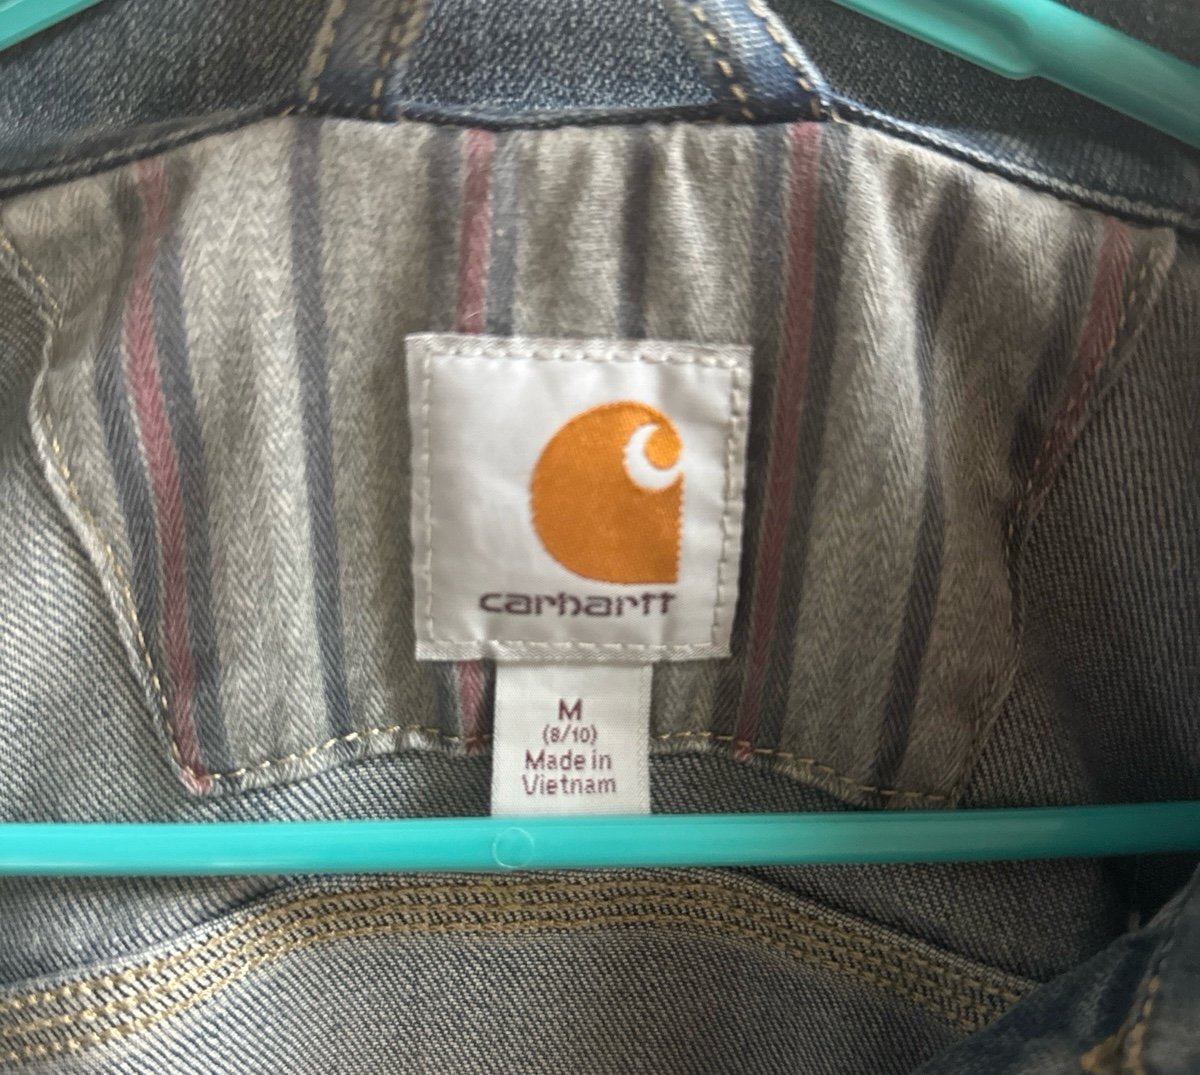 carhartt
M
(8/10)
Made in
Vietnam